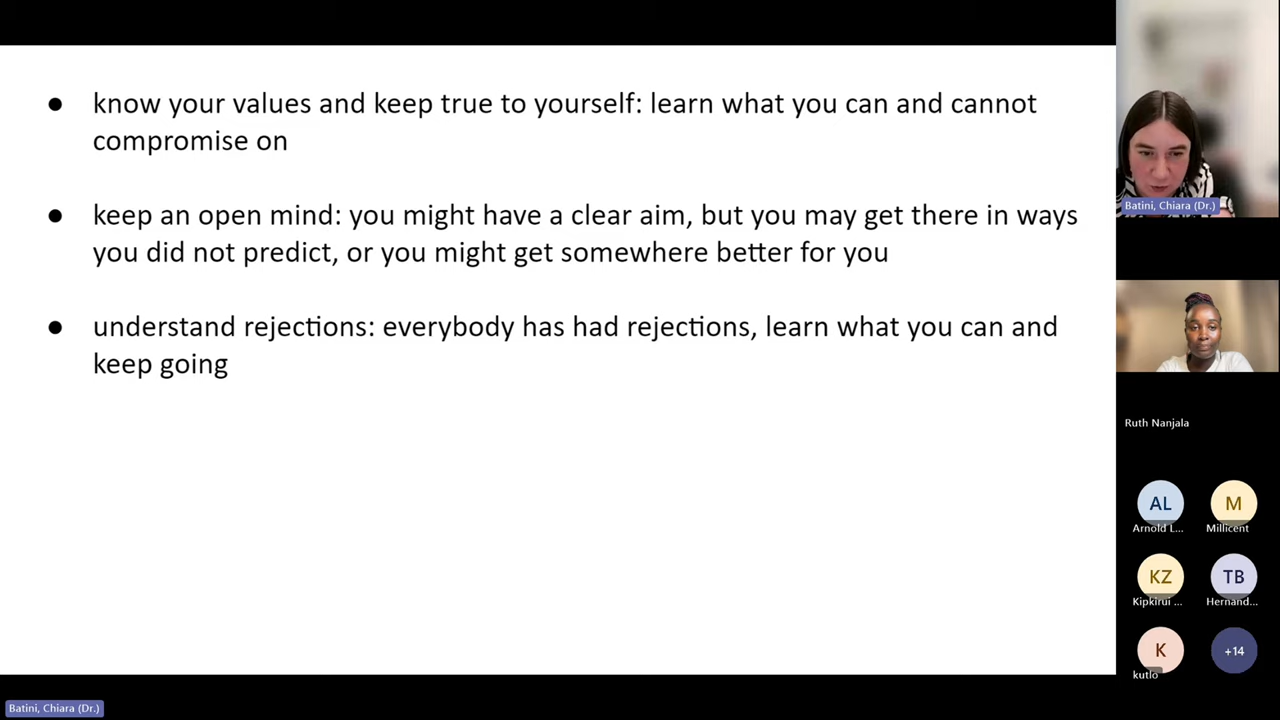 ● know your values and keep true to yourself: learn what you can and cannot
compromise on
● keep an open mind: you might have a clear aim, but you may get there in ways
you did not predict, or you might get somewhere better for you
● understand rejections: everybody has had rejections, learn what you can and
keep going
Batini, Chiara (Dr.)
Ruth Nanjala
AL
M
Arnold L...
Millicent
KZ
TB
Kipkirui ...
Hernand...
K
+14
kutlo
Batini, Chiara (Dr.)